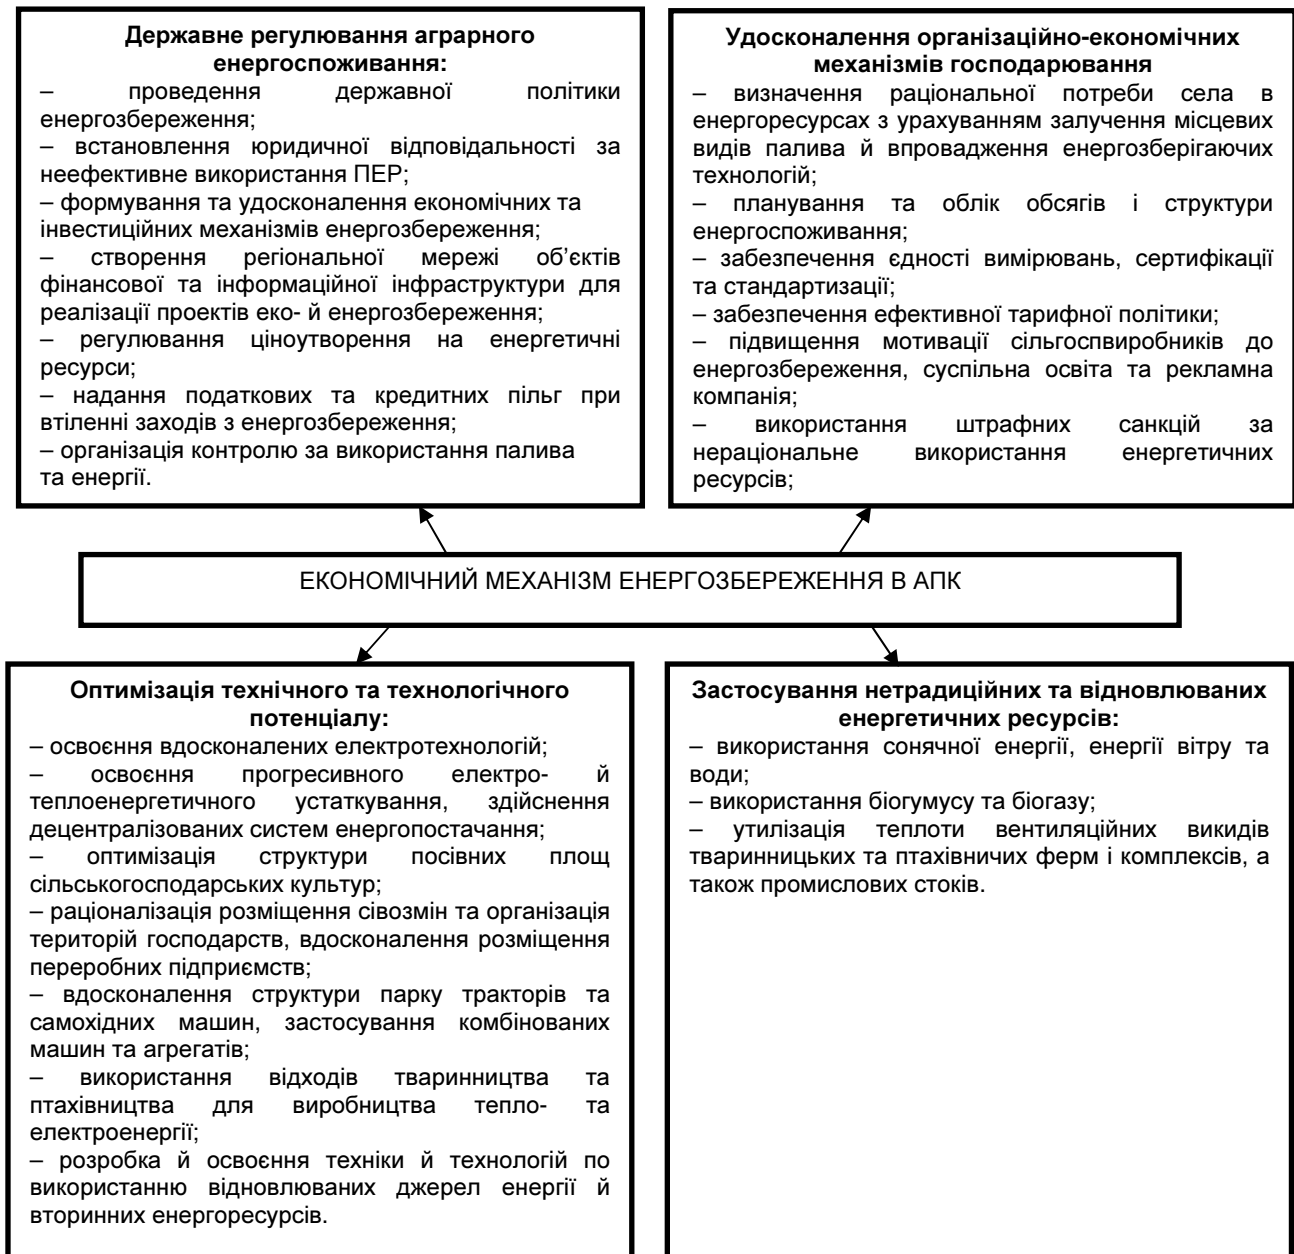 Державне регулювання аграрного
енергоспоживання:
– проведення державної політики
енергозбереження;
– встановлення юридичної відповідальності за
неефективне використання ПЕР;
– формування та удосконалення економічних та
інвестиційних механізмів енергозбереження;
– створення регіональної мережі об’єктів
фінансової та інформаційної інфраструктури для
реалізації проектів еко- й енергозбереження;
– регулювання ціноутворення на енергетичні
ресурси;
– надання податкових та кредитних пільг при
втіленні заходів з енергозбереження;
– організація контролю за використання палива
та енергії.
Удосконалення організаційно-економічних
механізмів господарювання
– визначення раціональної потреби села в
енергоресурсах з урахуванням залучення місцевих
видів палива й впровадження енергозберігаючих
технологій;
– планування та облік обсягів і структури
енергоспоживання;
– забезпечення єдності вимірювань, сертифікації
та стандартизації;
– забезпечення ефективної тарифної політики;
– підвищення мотивації сільгоспвиробників до
енергозбереження, суспільна освіта та рекламна
компанія;
– використання штрафних санкцій за
нераціональне використання енергетичних
ресурсів;
ЕКОНОМІЧНИЙ МЕХАНІЗМ ЕНЕРГОЗБЕРЕЖЕННЯ В АПК
Оптимізація технічного та технологічного
потенціалу:
– освоєння вдосконалених електротехнологій;
– освоєння прогресивного електро- й
теплоенергетичного устаткування, здійснення
децентралізованих систем енергопостачання;
– оптимізація структури посівних площ
сільськогосподарських культур;
– раціоналізація розміщення сівозмін та організація
територій господарств, вдосконалення розміщення
переробних підприємств;
– вдосконалення структури парку тракторів та
самохідних машин, застосування комбінованих
машин та агрегатів;
– використання відходів тваринництва та
птахівництва для виробництва тепло- та
електроенергії;
– розробка й освоєння техніки й технологій по
використанню відновлюваних джерел енергії й
вторинних енергоресурсів.
Застосування нетрадиційних та відновлюваних
енергетичних ресурсів:
– використання сонячної енергії, енергії вітру та
води;
– використання біогумусу та біогазу;
– утилізація теплоти вентиляційних викидів
тваринницьких та птахівничих ферм і комплексів, а
також промислових стоків.